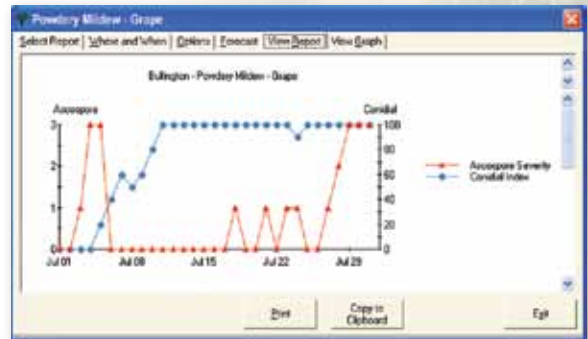 Powdery Mildew - Grape
Select Report Where and When Options Forecast View Report View Graph
Burlington - Powdery Mildew - Grape
Ascospore Conidial
3 100
80
2
60
1 40
20
0 0
Jul 01 Jul 08 Jul 15 Jul 22 Jul 29
Ascospore Severity
Conidial Index
Print
Copy to
Clipboard
Exit